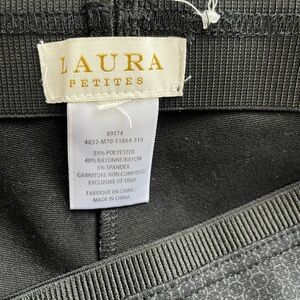 LAURA
PETITES
89174
4032-M70-11864-319
55% POLYESTER
40% RAYONNE/RAYON
5% SPANDEX
GARNITURE NON COMPRISE
EXCLUSIVE OF TRIM
FABRIQUE EN CHINE /
MADE IN CHINA